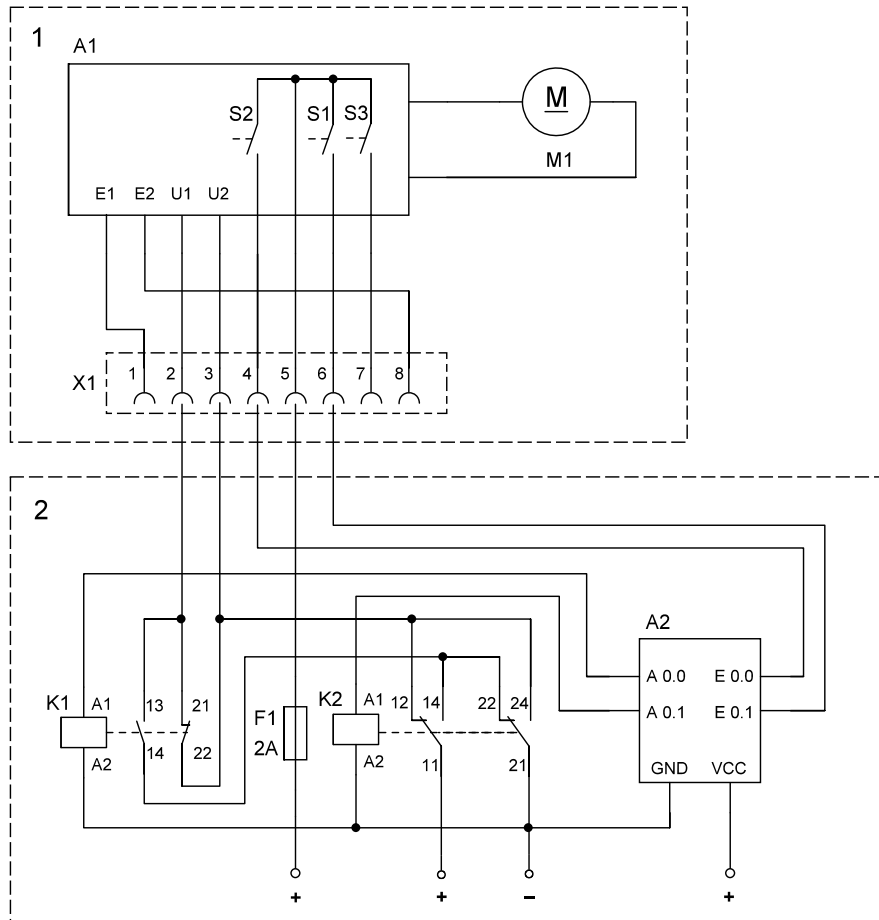 1
A1
M
S2
S1
S3
M1
E1
E2
U1
U2
X1
1
2
3
4
5
6
7
8
2
A2
A 0.0
E 0.0
A 0.1
E 0.1
GND
VCC
K1
A1
A2
13
21
14
22
F1
2A
K2
A1
A2
12
14
22
24
11
21
+
+
–
+